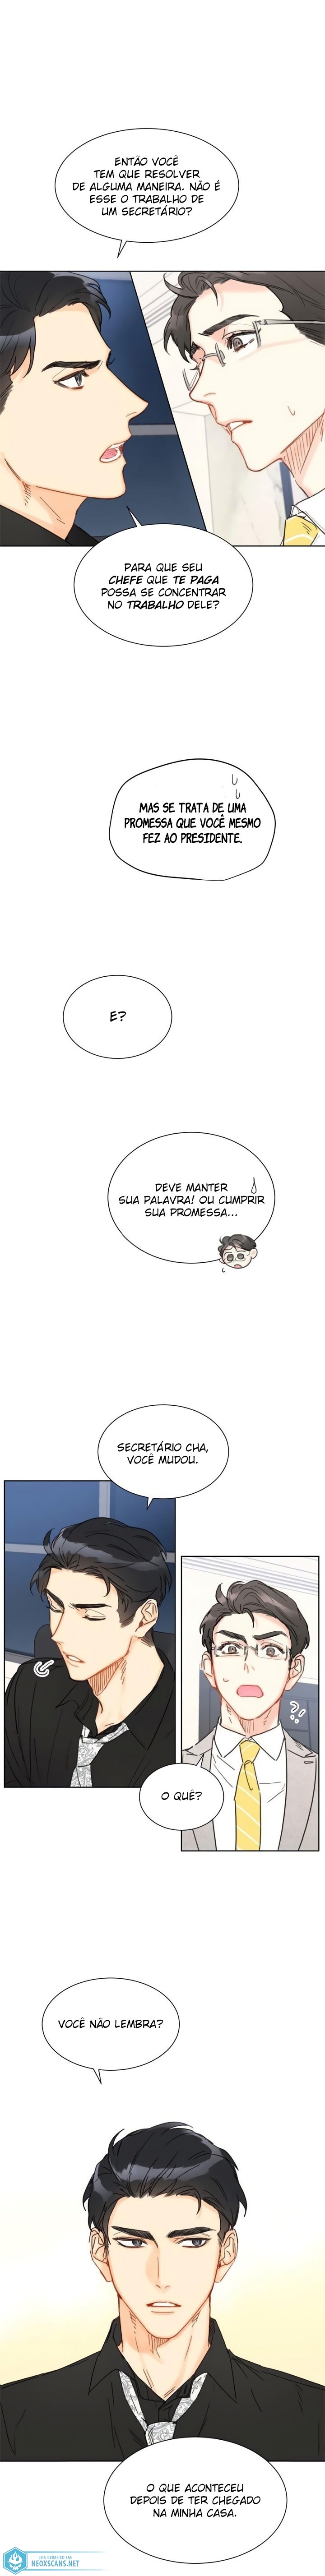 ENTÃO VOCÊ
TEM QUE RESOLVER
DE ALGUMA MANEIRA. NÃO É
ESSE O TRABALHO DE
UM SECRETÁRIO?
PARA QUE SEU
CHEFE QUE TE PAGA
POSSA SE CONCENTRAR
NO TRABALHO DELE?
MAS SE TRATA DE UMA
PROMESSA QUE VOCÊ MESMO
FEZ AO PRESIDENTE.
E?
DEVE MANTER
SUA PALAVRA! OU CUMPRIR
SUA PROMESSA...
SECRETÁRIO CHA,
VOCÊ MUDOU.
?!
O QUÊ?
VOCÊ NÃO LEMBRA?
O QUE ACONTECEU
DEPOIS DE TER CHEGADO
NA MINHA CASA.
LEIA PRIMEIRO EM
NEOXSCANS.NET